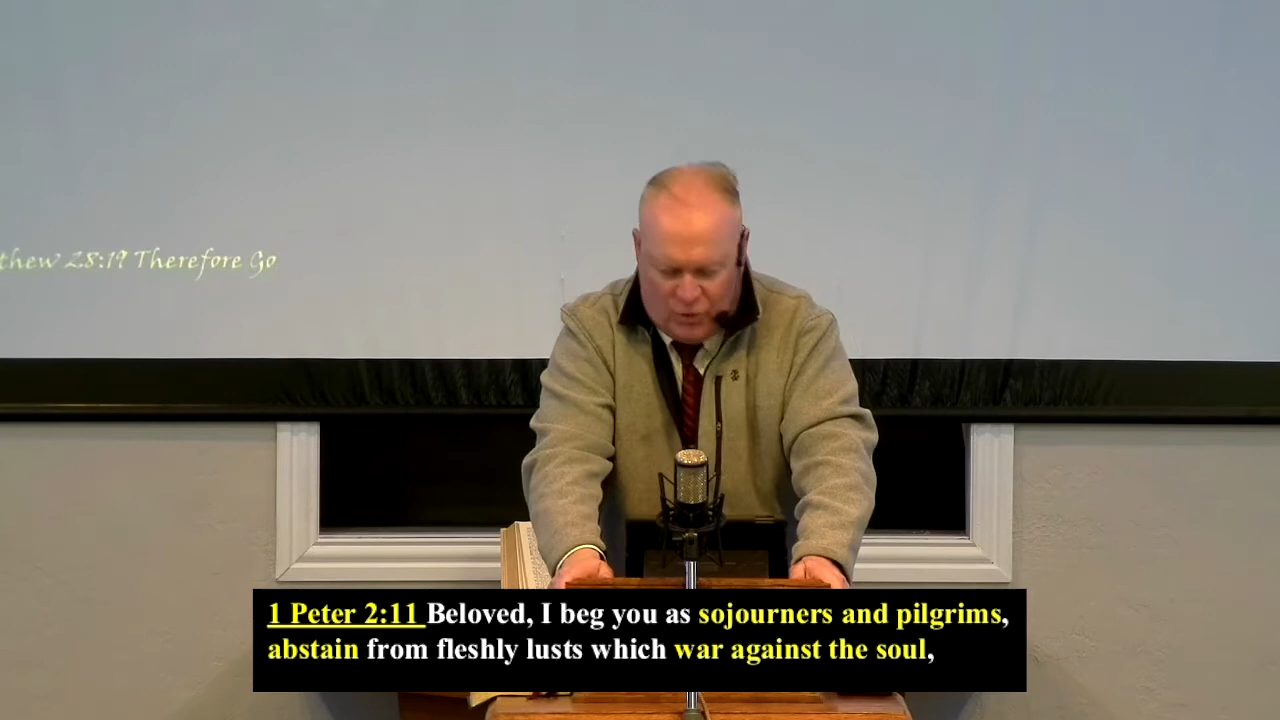 thew 28:19 Therefore Go
1 Peter 2:11 Beloved, I beg you as sojourners and pilgrims,
abstain from fleshly lusts which war against the soul,